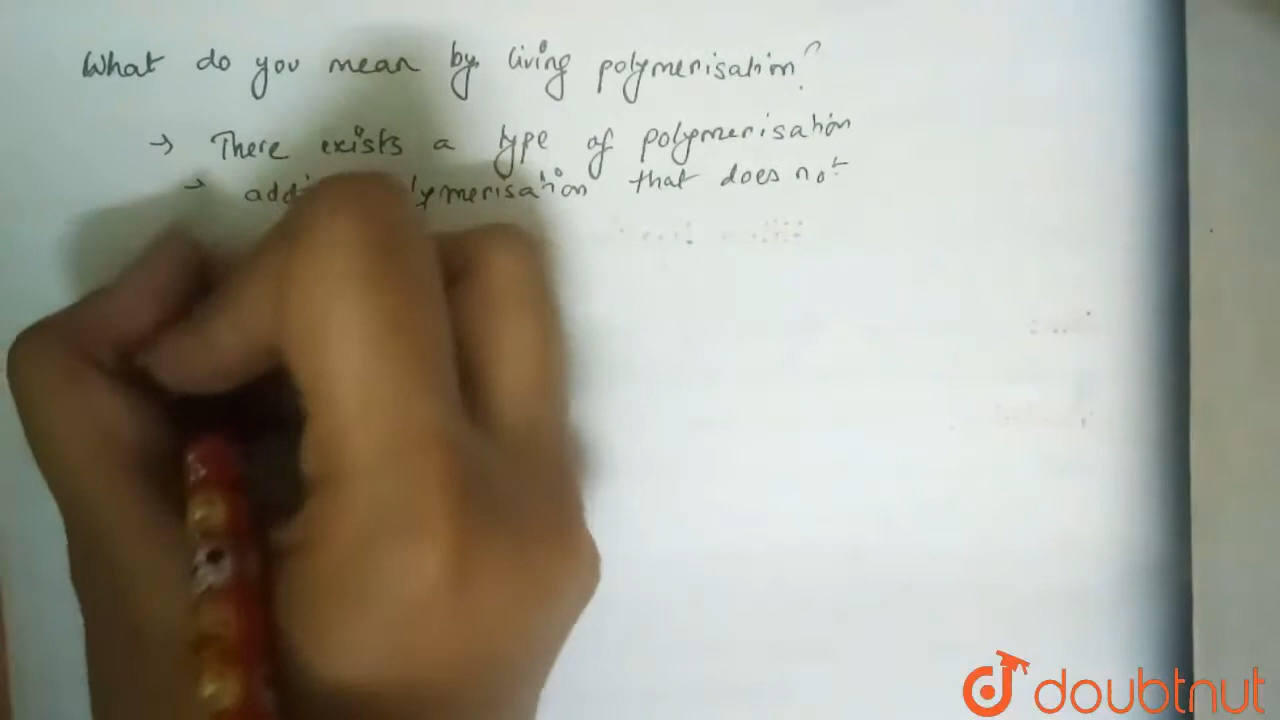 What do you mean by living polymerisation?
→ There exists a type of polymerisation
→ polymerisation that does not
doubtnut